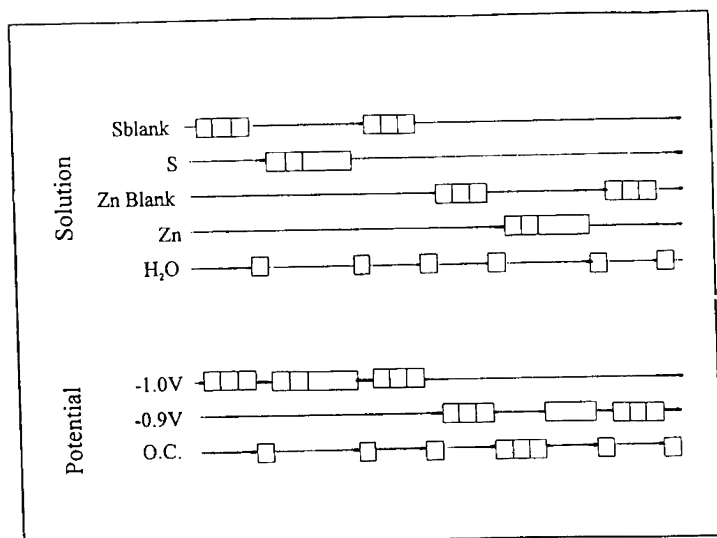 Solution
Sblank
S
Zn Blank
Zn
H₂O
Potential
-1.0V
-0.9V
O.C.